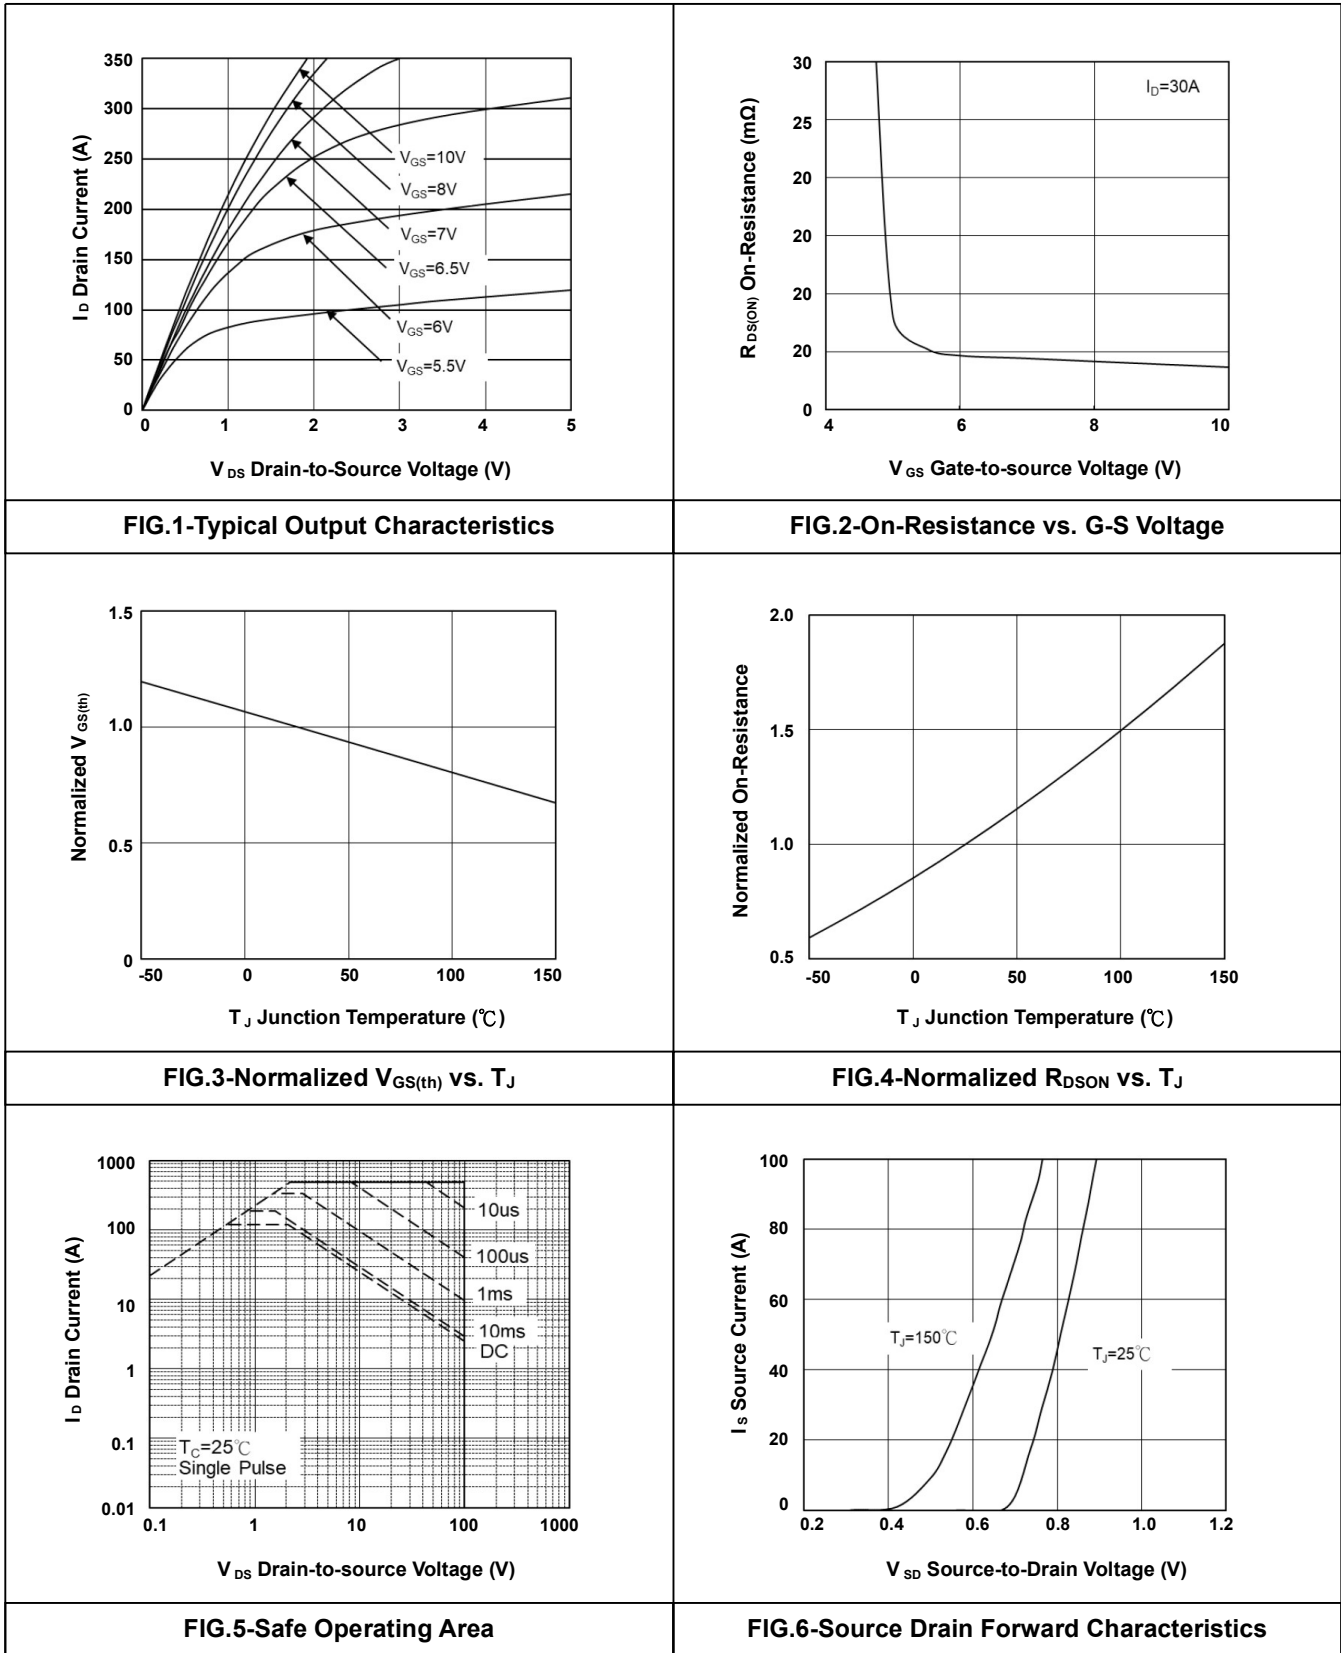 350
300
250
200
150
100
50
0
I D Drain Current (A)
VGS=10V
VGS=8V
VGS=7V
VGS=6.5V
VGS=6V
VGS=5.5V
0 1 2 3 4 5
V DS Drain-to-Source Voltage (V)
FIG.1-Typical Output Characteristics
30
25
20
20
20
20
0
R DS(ON) On-Resistance (mΩ)
ID=30A
4 6 8 10
V GS Gate-to-source Voltage (V)
FIG.2-On-Resistance vs. G-S Voltage
1.5
1.0
0.5
0
Normalized V GS(th)
-50 0 50 100 150
T J Junction Temperature (℃)
FIG.3-Normalized VGS(th) vs. TJ
2.0
1.5
1.0
0.5
Normalized On-Resistance
-50 0 50 100 150
T J Junction Temperature (℃)
FIG.4-Normalized RDSON vs. TJ
1000
100
10
1
0.1
0.01
I D Drain Current (A)
10us
100us
1ms
10ms
DC
TC=25℃
Single Pulse
0.1 1 10 100 1000
V DS Drain-to-source Voltage (V)
FIG.5-Safe Operating Area
100
80
60
40
20
0
I S Source Current (A)
TJ=150℃
TJ=25℃
0.2 0.4 0.6 0.8 1.0 1.2
V SD Source-to-Drain Voltage (V)
FIG.6-Source Drain Forward Characteristics